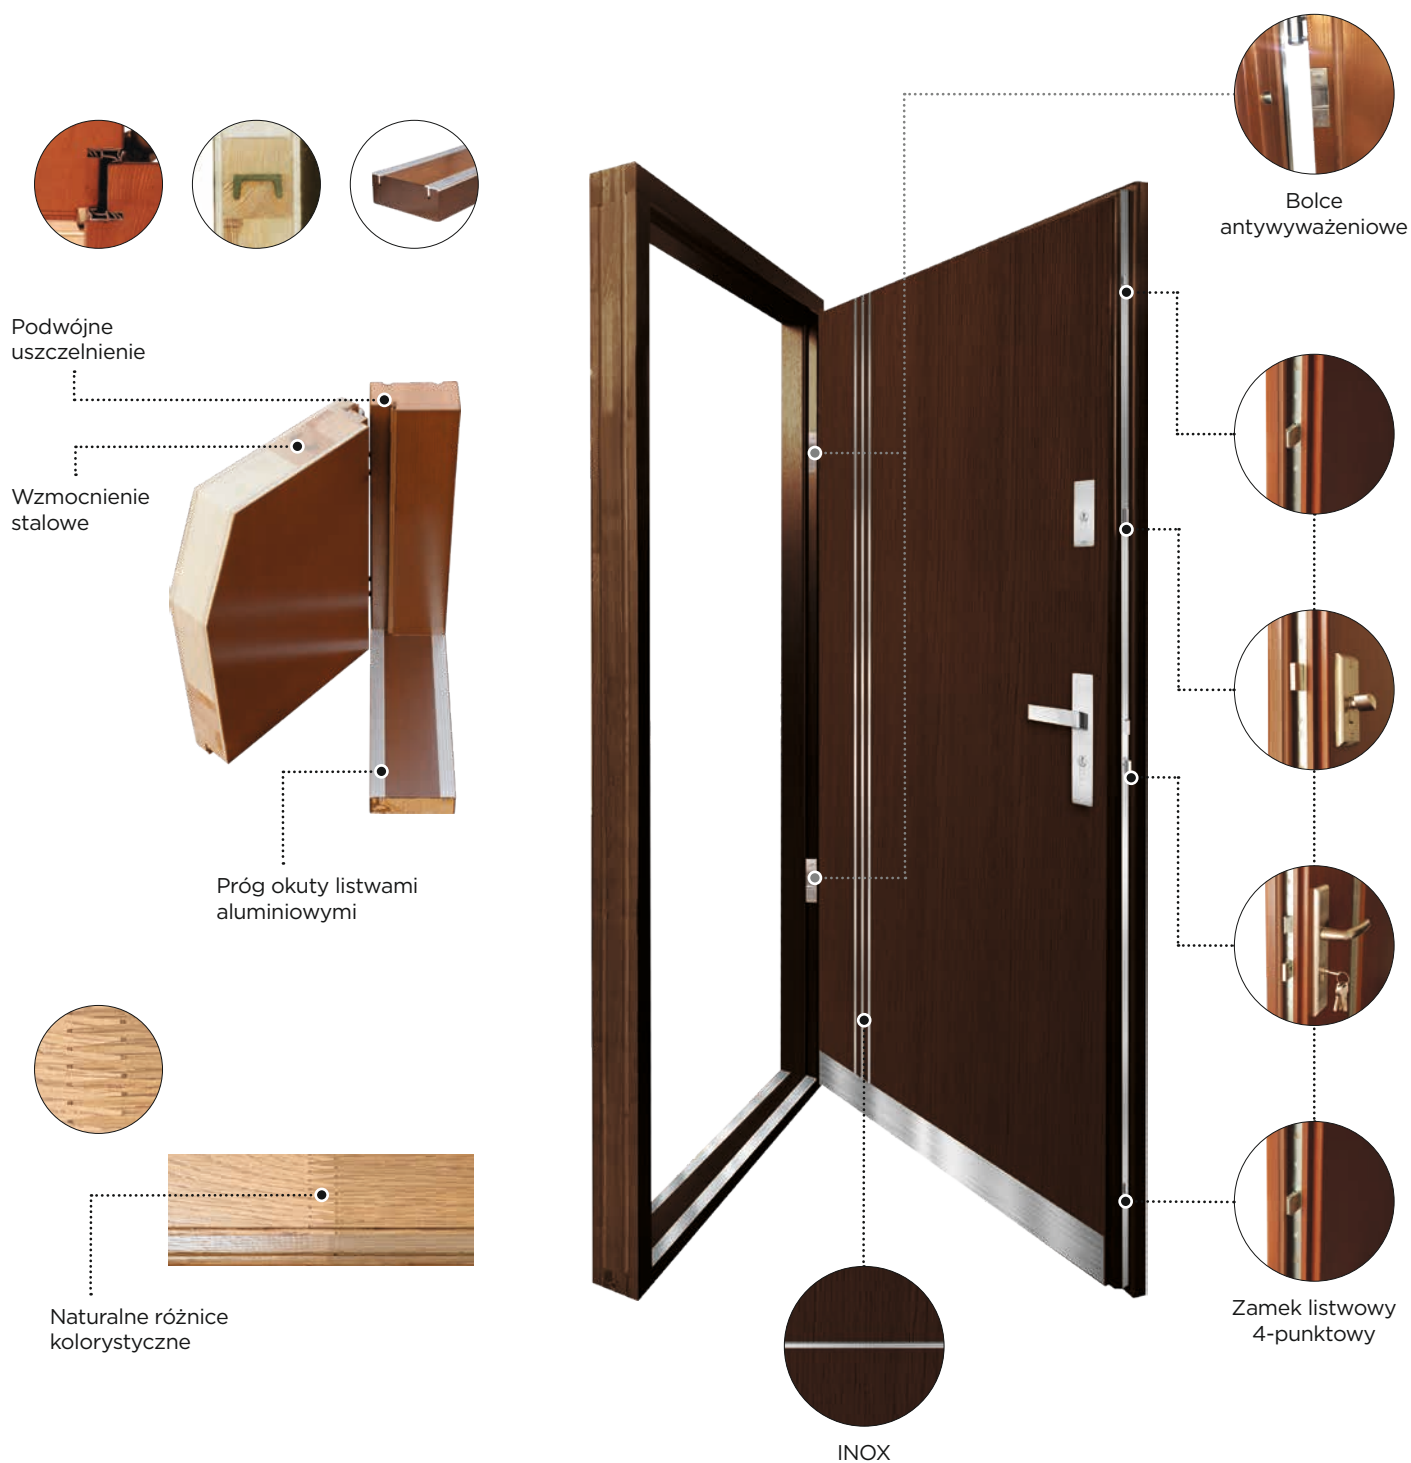 Bolce
antywyważeniowe
Podwójne
uszczelnienie
Wzmocnienie
stalowe
Próg okuty listwami
aluminiowymi
Naturalne różnice
kolorystyczne
Zamek listwowy
4-punktowy
INOX